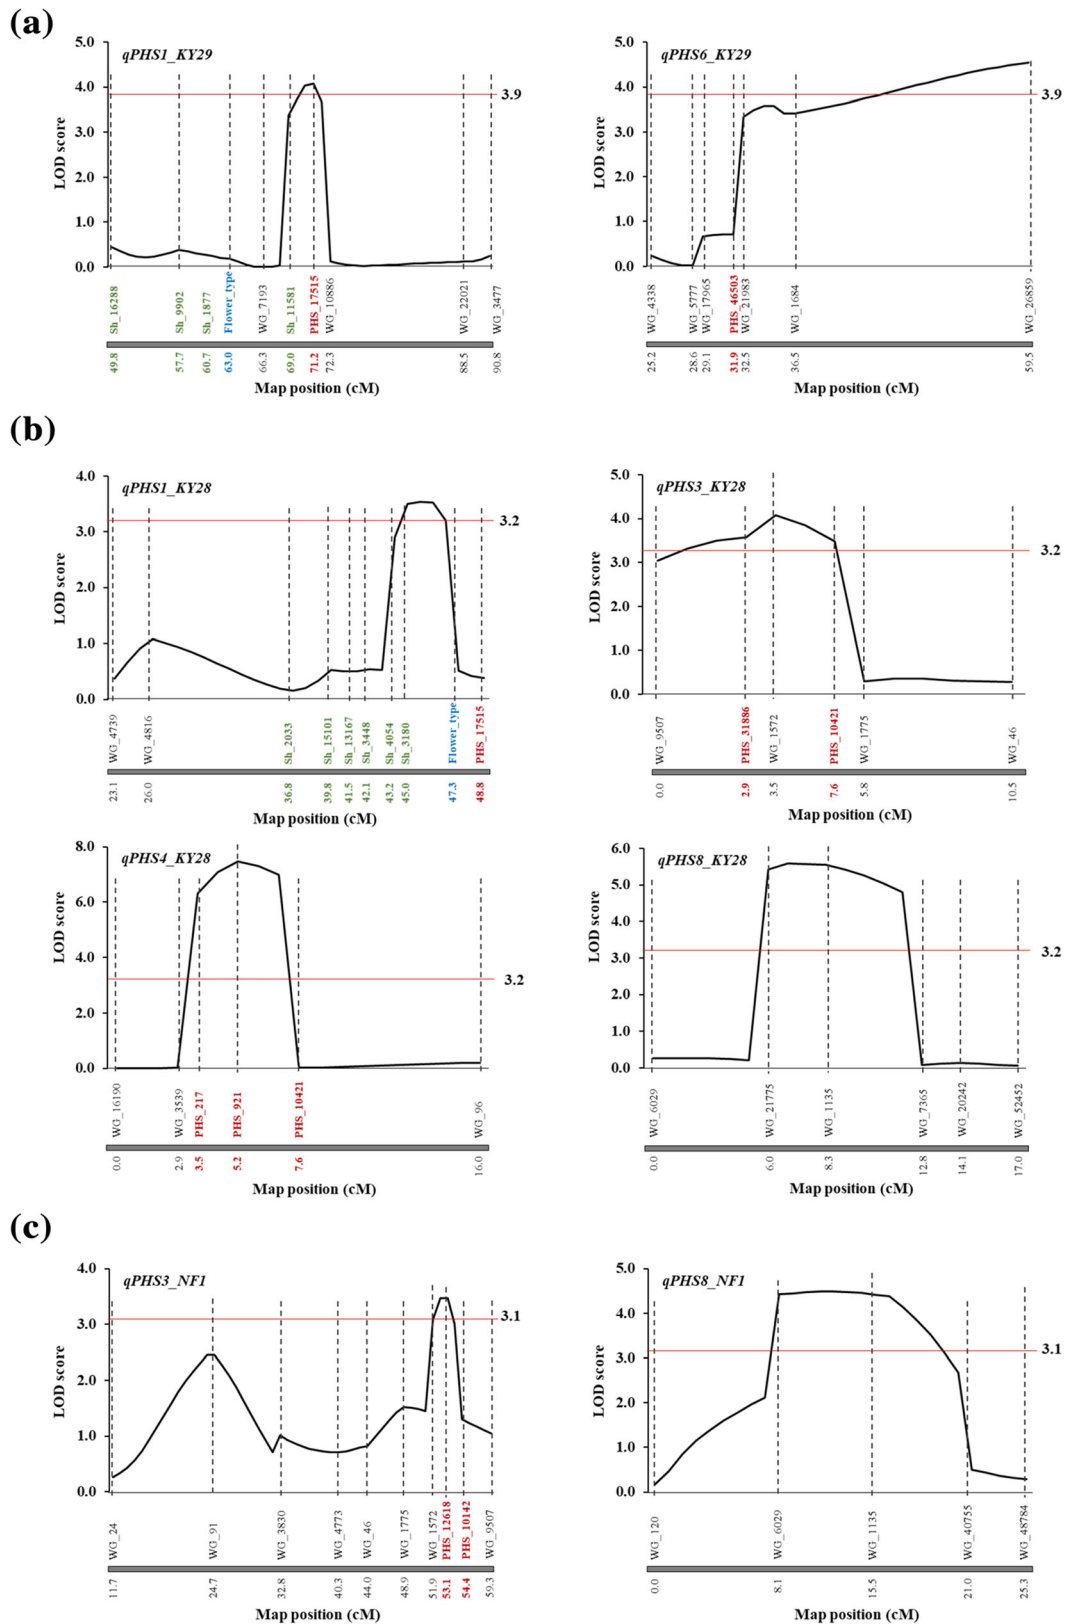 (a)
qPHS1_KY29
LOD score
5.0
4.0
3.0
2.0
1.0
0.0
3.9
Sh_16288
Sh_9902
Sh_1877
Flower_type
WG_7193
Sh_11581
PHS_17515
WG_10886
WG_22021
WG_3477
49.8
57.7
60.7
63.0
66.3
69.0
71.2
72.3
88.5
90.8
Map position (cM)
qPHS6_KY29
LOD score
5.0
4.0
3.0
2.0
1.0
0.0
3.9
WG_4338
WG_5777
WG_17965
PHS_46503
WG_21983
WG_1684
WG_26859
25.2
28.6
29.1
31.9
32.5
36.5
59.5
Map position (cM)
(b)
qPHS1_KY28
LOD score
4.0
3.0
2.0
1.0
0.0
3.2
WG_4739
WG_4816
Sh_2033
Sh_15101
Sh_13167
Sh_3448
Sh_4054
Sh_3180
Flower_type
PHS_17515
23.1
26.0
36.8
39.8
41.5
42.1
43.2
45.0
47.3
48.8
Map position (cM)
qPHS3_KY28
LOD score
5.0
4.0
3.0
2.0
1.0
0.0
3.2
WG_9507
PHS_31886
WG_1572
PHS_10421
WG_1775
WG_46
0.0
2.9
3.5
7.6
5.8
10.5
Map position (cM)
qPHS4_KY28
LOD score
8.0
6.0
4.0
2.0
0.0
3.2
WG_16190
WG_3539
PHS_217
PHS_921
PHS_10421
WG_96
0.0
2.9
3.5
5.2
7.6
16.0
Map position (cM)
qPHS8_KY28
LOD score
6.0
5.0
4.0
3.0
2.0
1.0
0.0
3.2
WG_6029
WG_21775
WG_1135
WG_7365
WG_20242
WG_52452
0.0
6.0
8.3
12.8
14.1
17.0
Map position (cM)
(c)
qPHS3_NF1
LOD score
4.0
3.0
2.0
1.0
0.0
3.1
WG_24
WG_91
WG_3830
WG_4773
WG_46
WG_1775
WG_1572
PHS_12618
PHS_10142
WG_9507
11.7
24.7
32.8
40.3
44.0
48.9
51.9
53.1
54.4
59.3
Map position (cM)
qPHS8_NF1
LOD score
5.0
4.0
3.0
2.0
1.0
0.0
3.1
WG_120
WG_6029
WG_1135
WG_40755
WG_48784
0.0
8.1
15.5
21.0
25.3
Map position (cM)